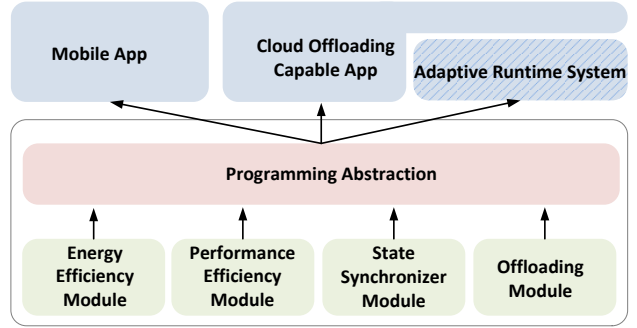 Mobile App
Cloud Offloading
Capable App
Adaptive Runtime System
Programming Abstraction
Energy
Efficiency
Module
Performance
Efficiency
Module
State
Synchronizer
Module
Offloading
Module